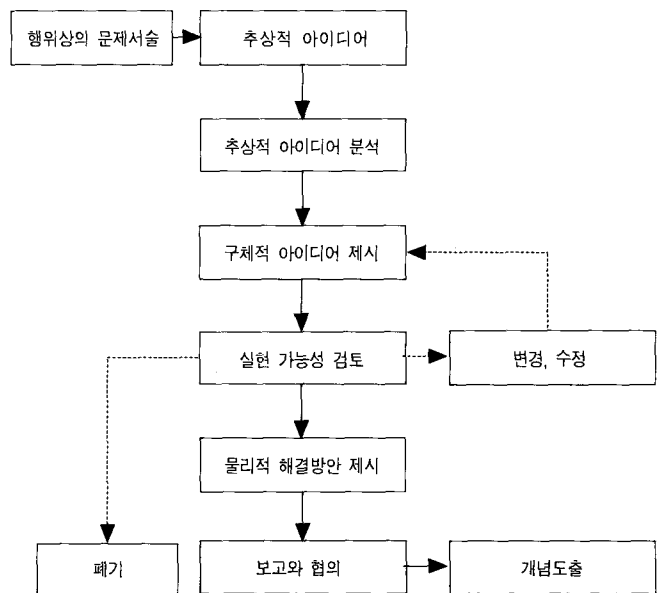 행위상의 문제서술
추상적 아이디어
추상적 아이디어 분석
구체적 아이디어 제시
실현 가능성 검토
변경, 수정
물리적 해결방안 제시
폐기
보고와 협의
개념도출